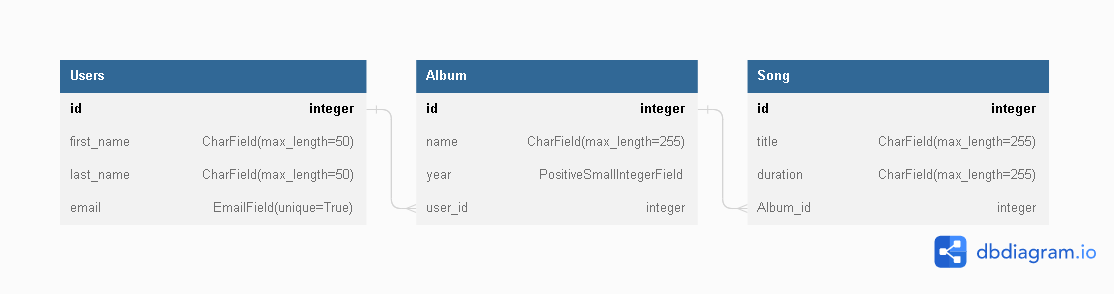 Users
id integer
first_name CharField(max_length=50)
last_name CharField(max_length=50)
email EmailField(unique=True)
Album
id integer
name CharField(max_length=255)
year PositiveSmallIntegerField
user_id integer
Song
id integer
title CharField(max_length=255)
duration CharField(max_length=255)
Album_id integer
dbdiagram.io